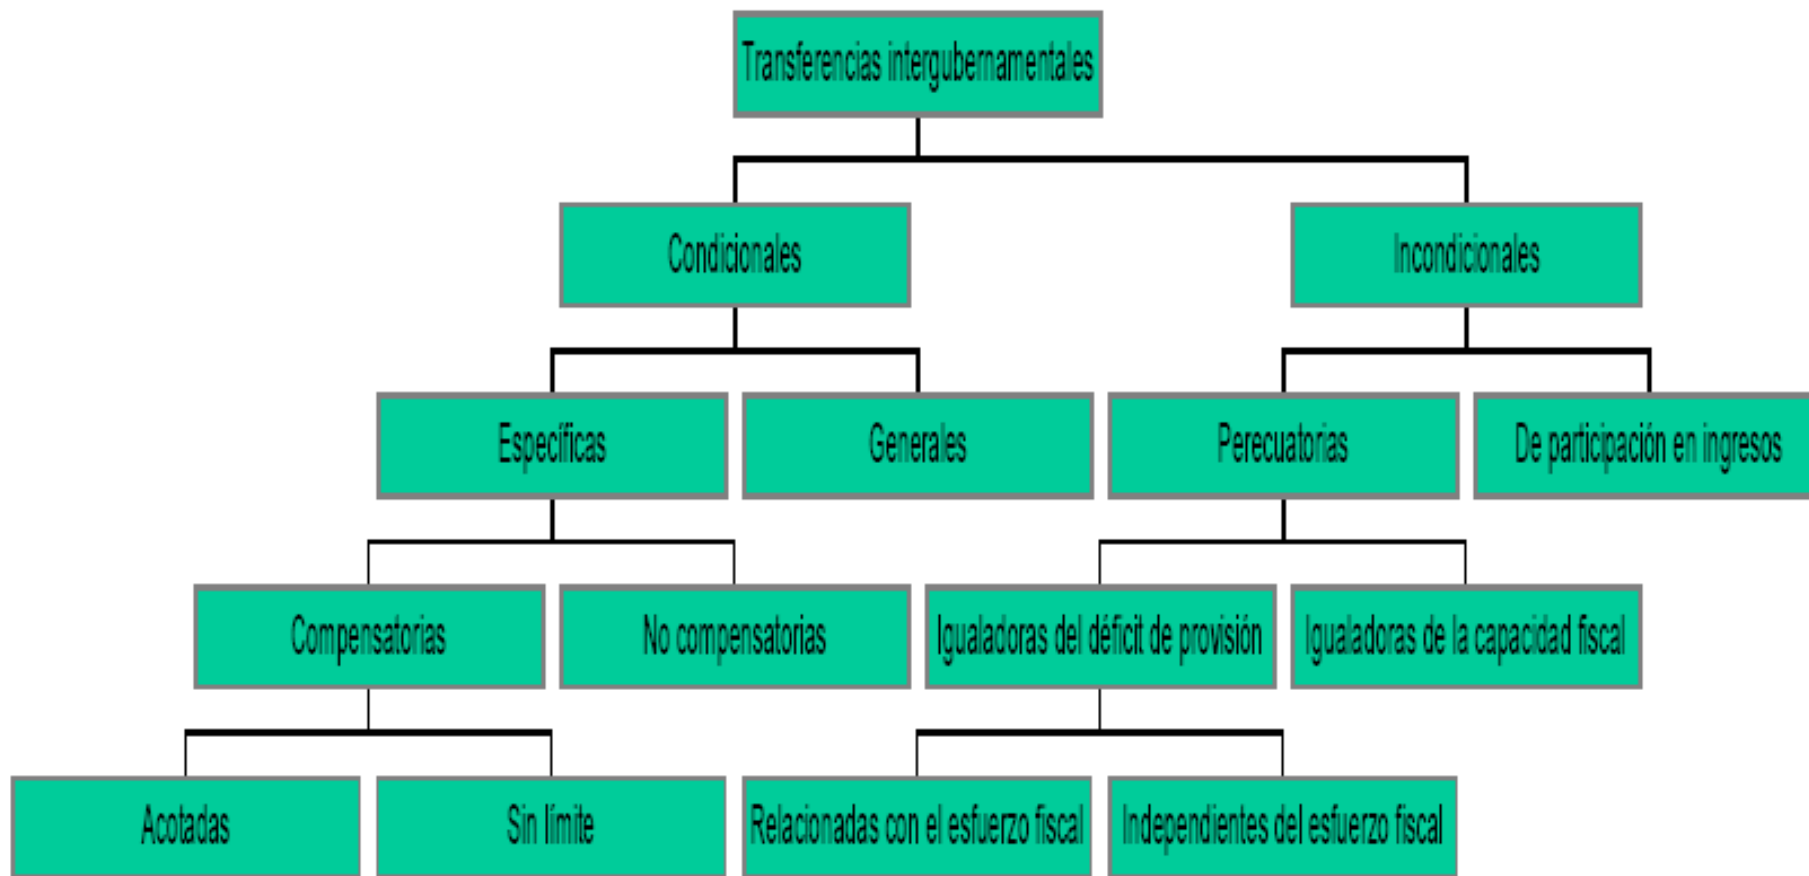 Transferencias intergubernamentales
Condicionales
Incondicionales
Específicas
Generales
Perecuatorias
De participación en ingresos
Compensatorias
No compensatorias
Igualadoras del déficit de provisión
Igualadoras de la capacidad fiscal
Acotadas
Sin límite
Relacionadas con el esfuerzo fiscal
Independientes del esfuerzo fiscal